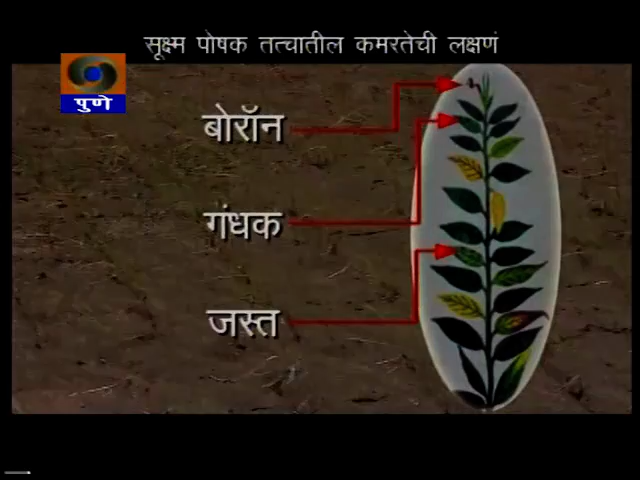 सूक्ष्म पोषक तत्चातील कमरतेची लक्षणं
पुणे
बोरॉन
गंधक
जस्त